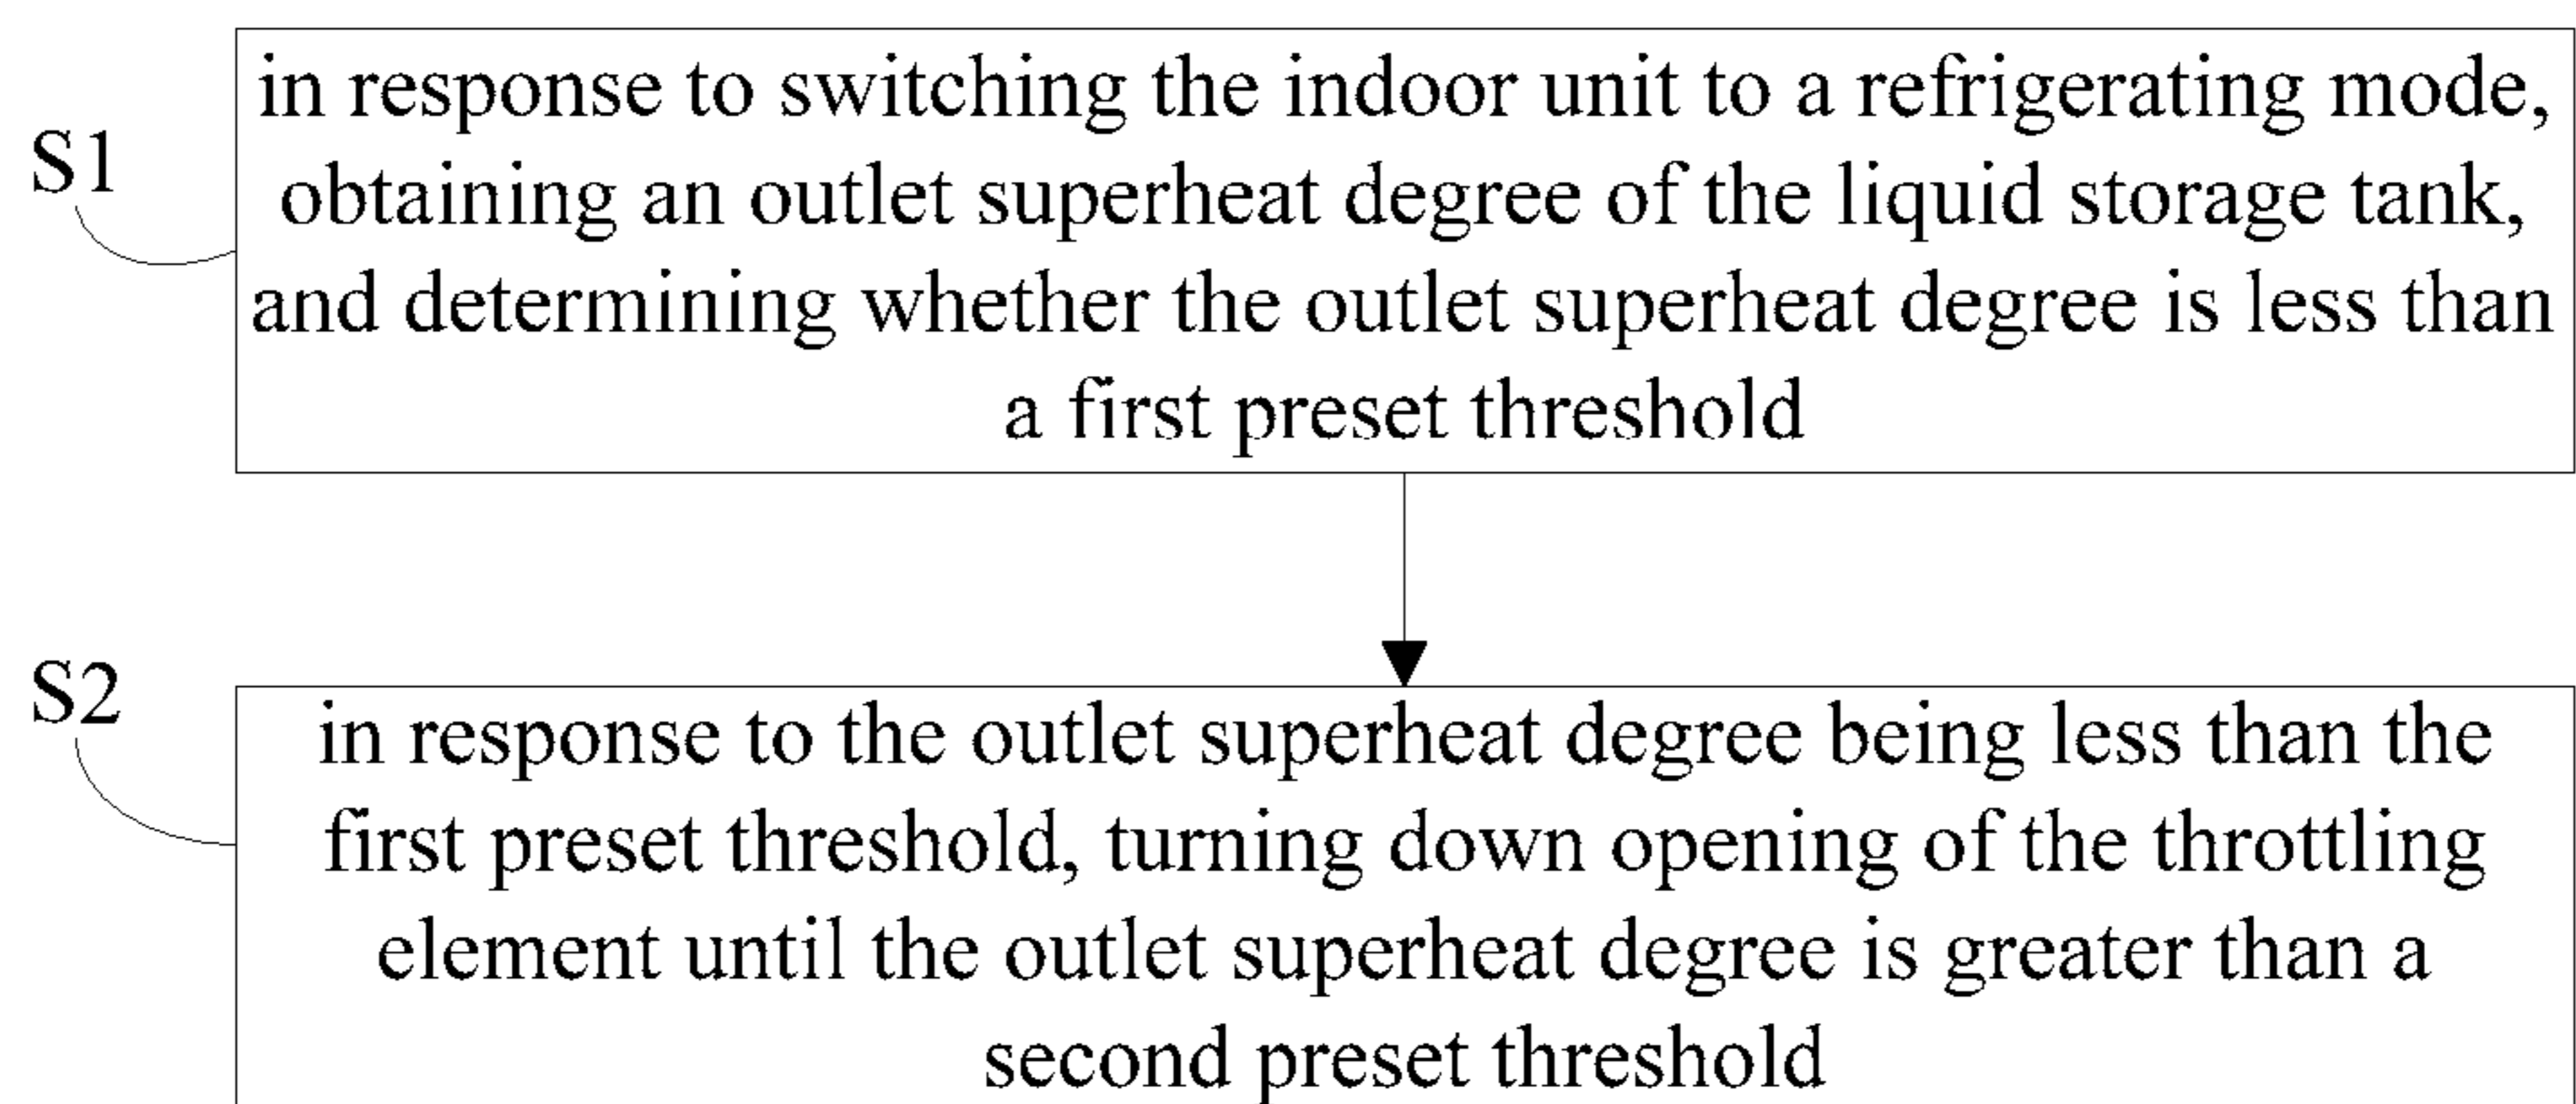 S1
in response to switching the indoor unit to a refrigerating mode,
obtaining an outlet superheat degree of the liquid storage tank,
and determining whether the outlet superheat degree is less than
a first preset threshold
S2
in response to the outlet superheat degree being less than the
first preset threshold, turning down opening of the throttling
element until the outlet superheat degree is greater than a
second preset threshold